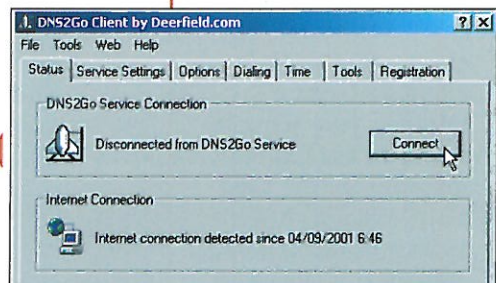 DNS2Go Client by Deerfield.com
File Tools Web Help
Status Service Settings Options Dialing Time Tools Registration
DNS2Go Service Connection
Disconnected from DNS2Go Service
Connect
Internet Connection
Internet connection detected since 04/09/2001 6:46